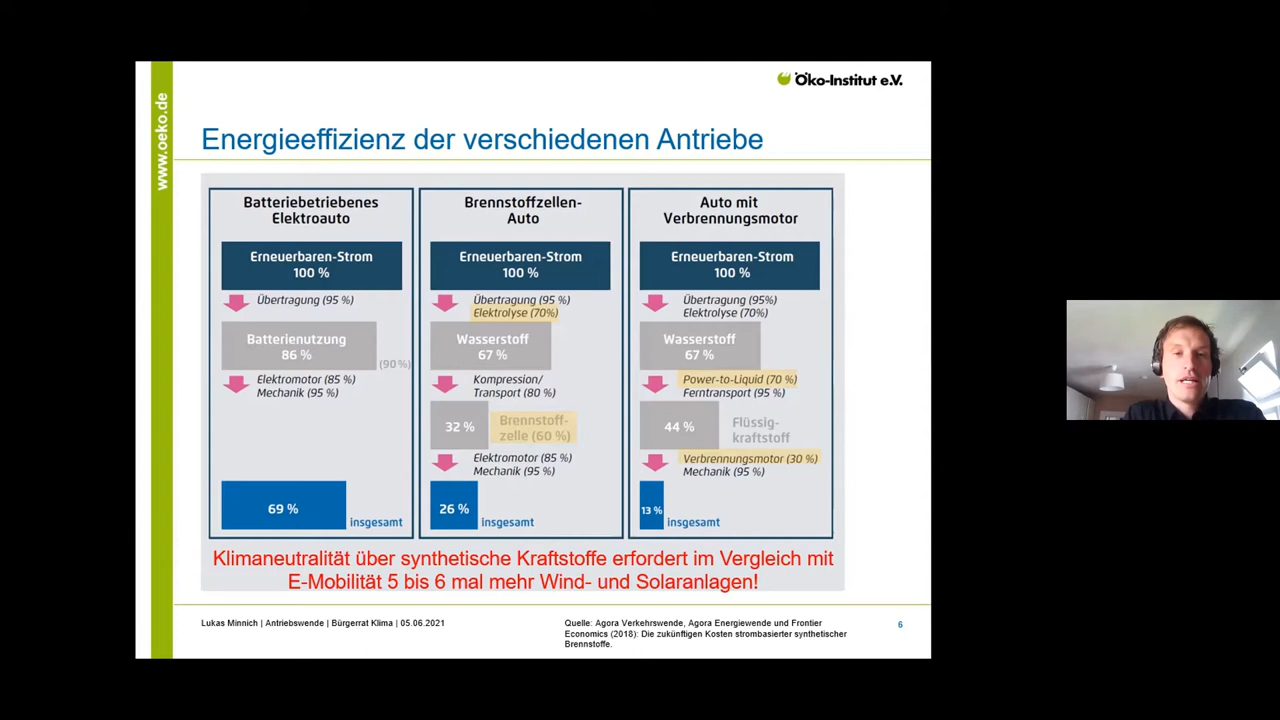 www.oeko.de
Öko-Institut e.V.
Energieeffizienz der verschiedenen Antriebe
Batteriebetriebenes
Elektroauto
Erneuerbaren-Strom
100 %
Übertragung (95 %)
Batterienutzung
86 %
(90%)
Elektromotor (85 %)
Mechanik (95 %)
69 %
insgesamt
Brennstoffzellen-
Auto
Erneuerbaren-Strom
100 %
Übertragung (95 %)
Elektrolyse (70%)
Wasserstoff
67 %
Kompression/
Transport (80 %)
32 %
Brennstoff-
zelle (60 %)
Elektromotor (85 %)
Mechanik (95 %)
26 %
insgesamt
Auto mit
Verbrennungsmotor
Erneuerbaren-Strom
100 %
Übertragung (95%)
Elektrolyse (70%)
Wasserstoff
67 %
Power-to-Liquid (70 %)
Ferntransport (95 %)
44 %
Flüssig-
kraftstoff
Verbrennungsmotor (30 %)
Mechanik (95 %)
13 %
insgesamt
Klimaneutralität über synthetische Kraftstoffe erfordert im Vergleich mit
E-Mobilität 5 bis 6 mal mehr Wind- und Solaranlagen!
Lukas Minnich | Antriebswende | Bürgerrat Klima | 05.06.2021
Quelle: Agora Verkehrswende, Agora Energiewende und Frontier
Economics (2018): Die zukünftigen Kosten strombasierter synthetischer
Brennstoffe.
6